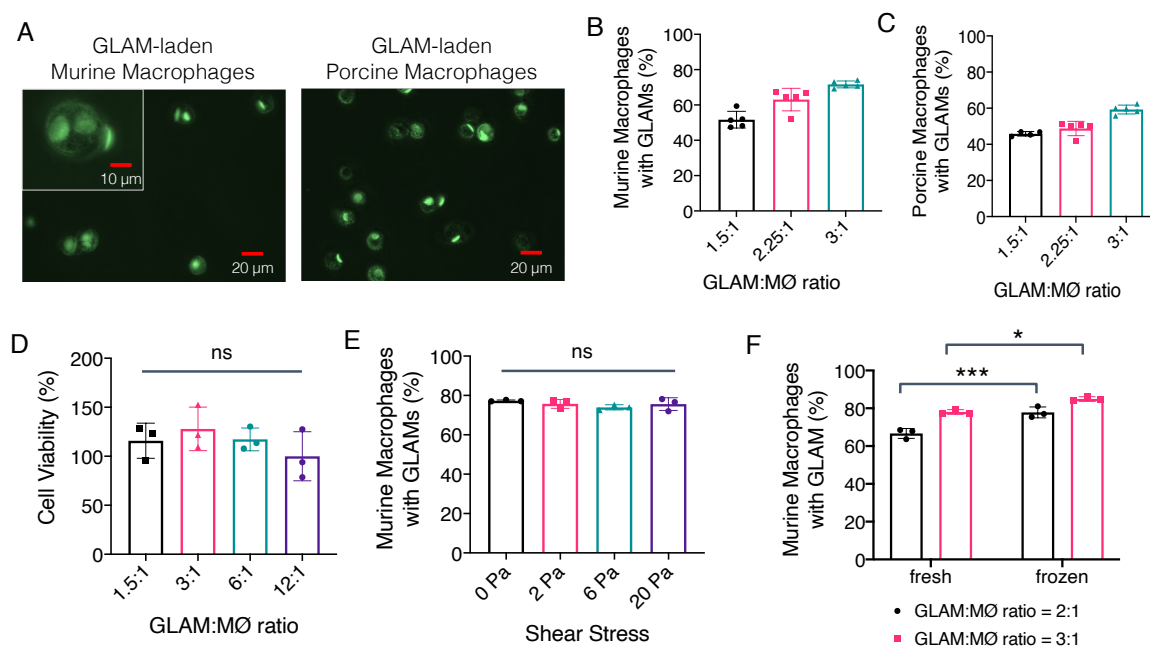 A
GLAM-laden
Murine Macrophages
10 µm
20 µm
GLAM-laden
Porcine Macrophages
20 µm
B
Murine Macrophages
with GLAMs (%)
100
80
60
40
20
0
1.5:1
2.25:1
3:1
GLAM:MØ ratio
C
Porcine Macrophages
with GLAMs (%)
100
80
60
40
20
0
1.5:1
2.25:1
3:1
GLAM:MØ ratio
D
Cell Viability (%)
200
150
100
50
0
ns
1.5:1
3:1
6:1
12:1
GLAM:MØ ratio
E
Murine Macrophages
with GLAMs (%)
100
80
60
40
20
0
ns
0 Pa
2 Pa
6 Pa
20 Pa
Shear Stress
F
Murine Macrophages
with GLAM (%)
100
80
60
40
20
0
*
***
fresh
frozen
GLAM:MØ ratio = 2:1
GLAM:MØ ratio = 3:1